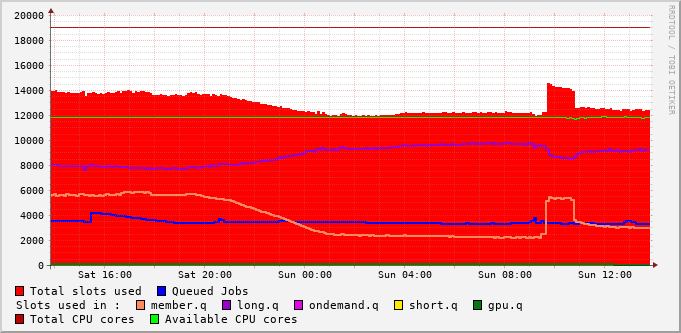 RRDTOOL / TOBI OETIKER
20000
18000
16000
14000
12000
10000
8000
6000
4000
2000
0
Sat 16:00 Sat 20:00 Sun 00:00 Sun 04:00 Sun 08:00 Sun 12:00
Total slots used Queued Jobs
Slots used in : member.q long.q ondemand.q short.q gpu.q
Total CPU cores Available CPU cores